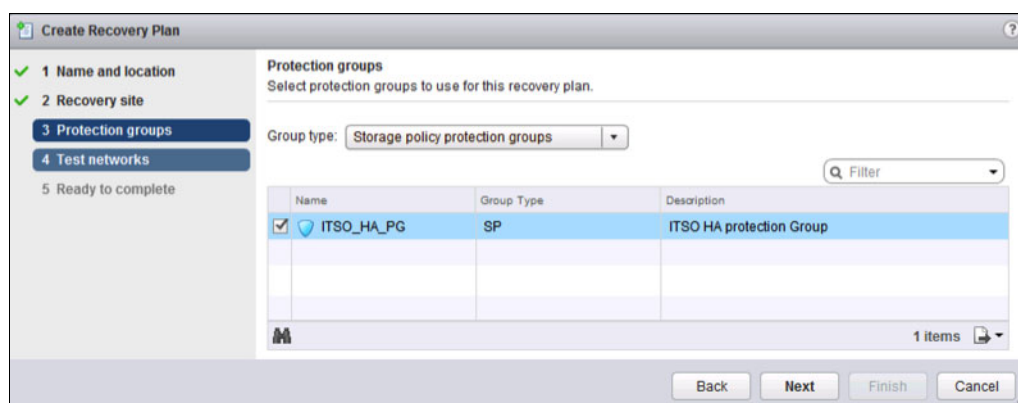 Create Recovery Plan
?
1 Name and location
2 Recovery site
3 Protection groups
4 Test networks
5 Ready to complete
Protection groups
Select protection groups to use for this recovery plan.
Group type: Storage policy protection groups
Filter
Name Group Type Description
ITSO_HA_PG SP ITSO HA protection Group
1 items
Back Next Finish Cancel